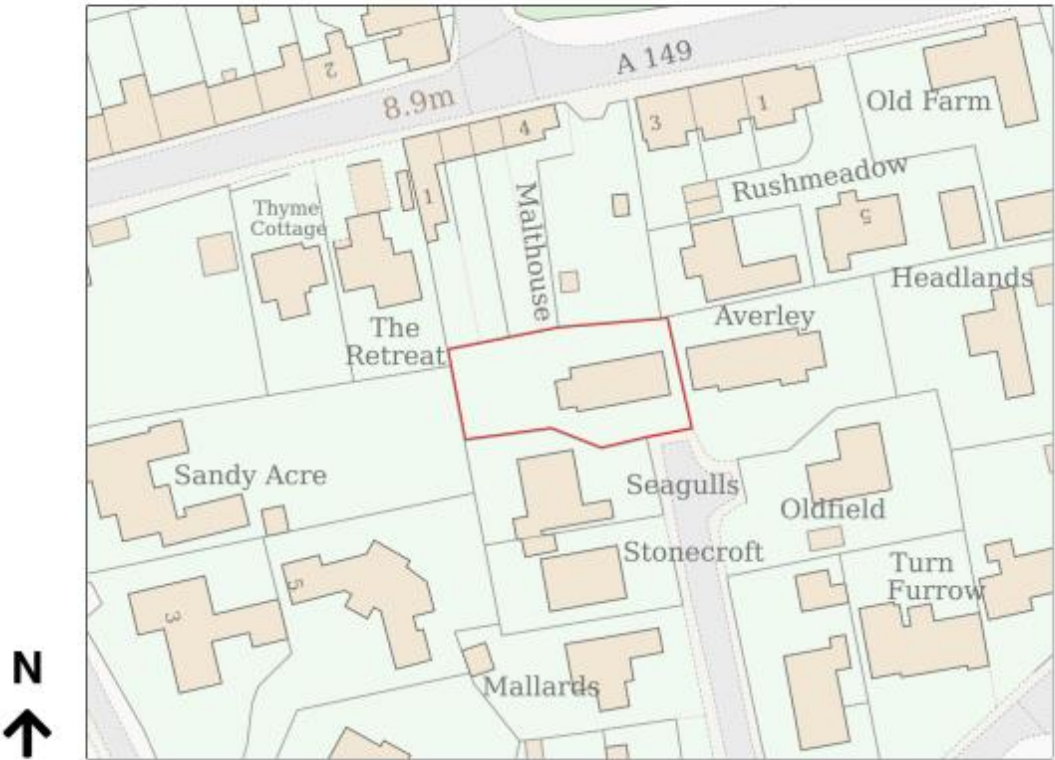 A 149
2
8.9m
4
3
1
Old Farm
1
Rushmeadow
Thyme
Cottage
Malthouse
5
Headlands
The
Retreat
Averley
Sandy Acre
Seagulls
Oldfield
Stonecroft
Turn
Furrow
5
3
Mallards
N